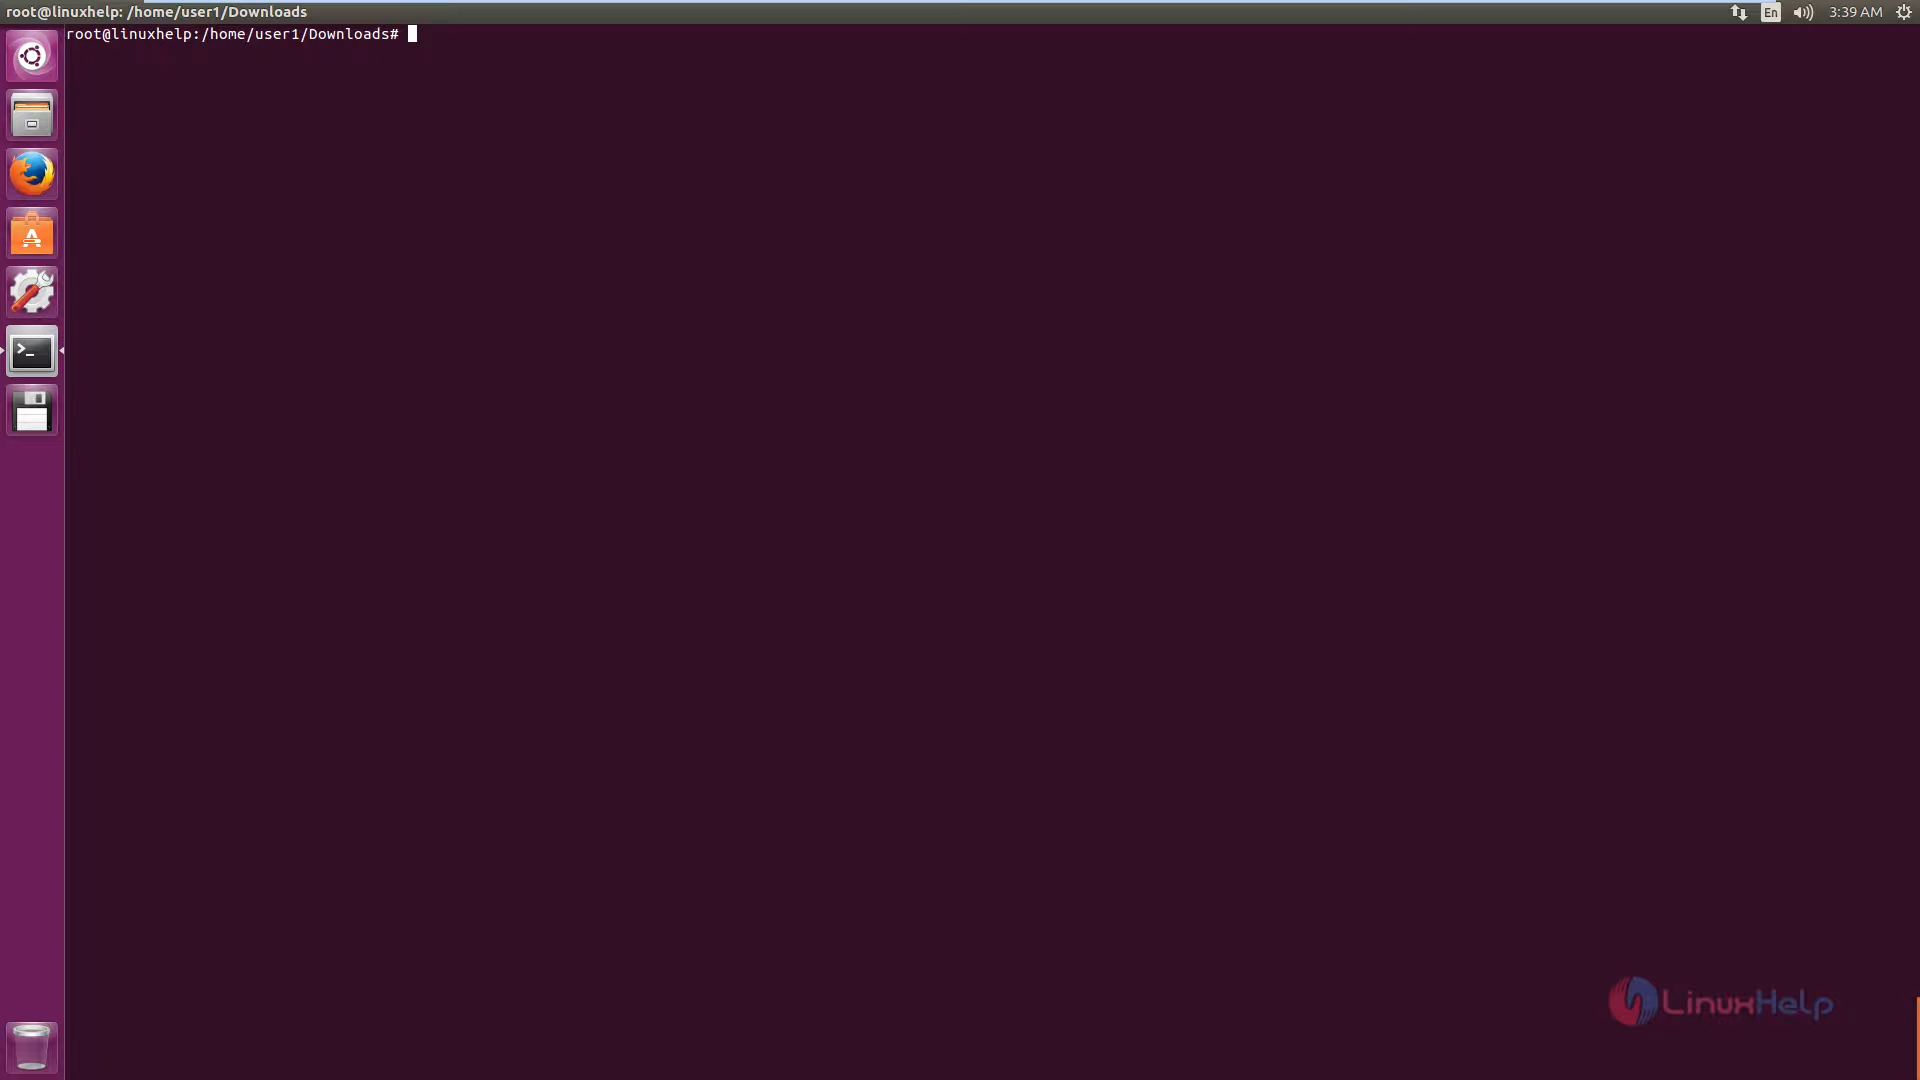 root@linuxhelp: /home/user1/Downloads
En
3:39 AM
root@linuxhelp:/home/user1/Downloads#
LinuxHelp